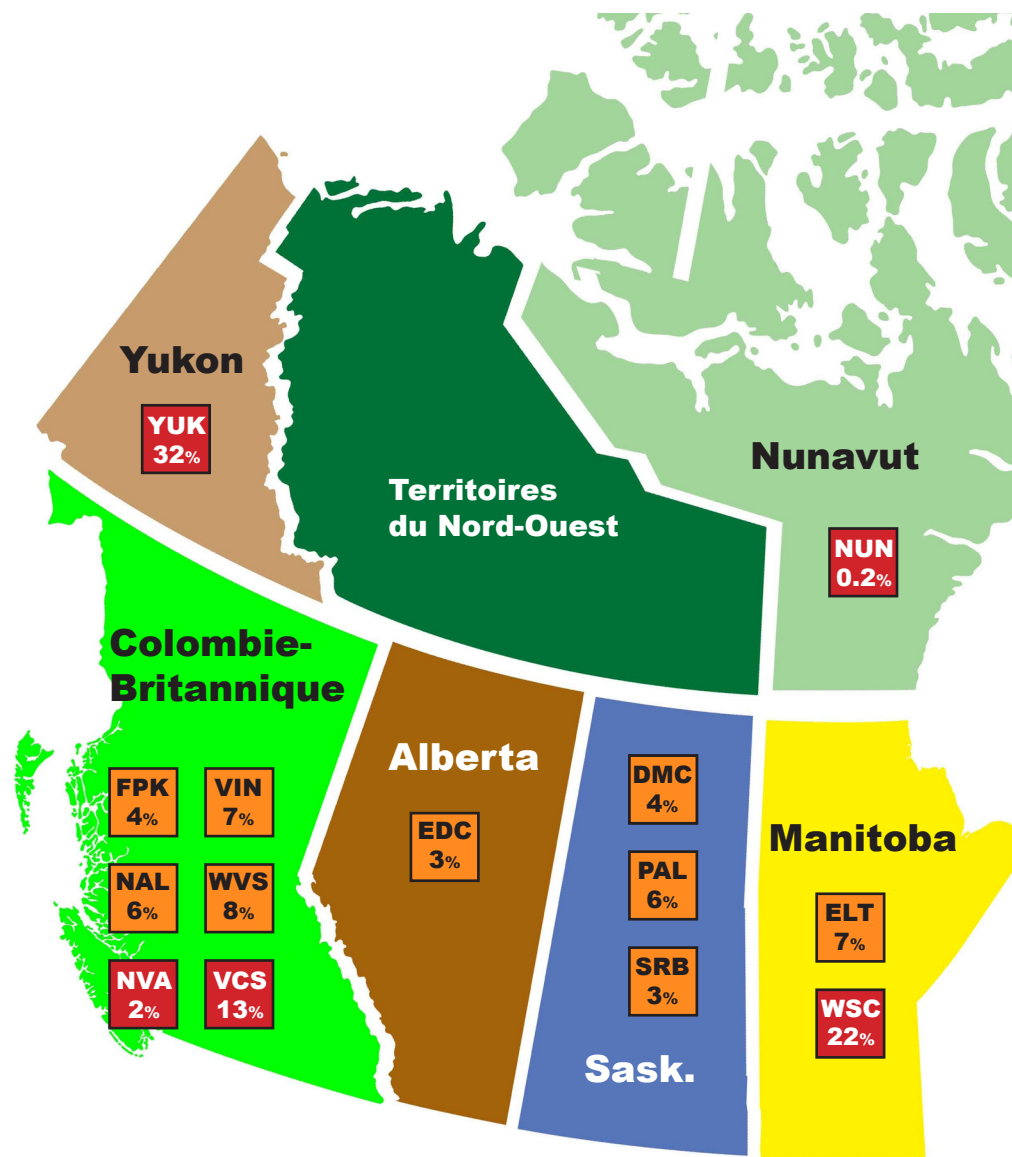 Yukon
YUK
32%
Territoires
du Nord-Ouest
Nunavut
NUN
0.2%
Colombie-
Britannique
FPK
4%
VIN
7%
NAL
6%
WVS
8%
NVA
2%
VCS
13%
Alberta
EDC
3%
DMC
4%
PAL
6%
SRB
3%
Sask.
Manitoba
ELT
7%
WSC
22%